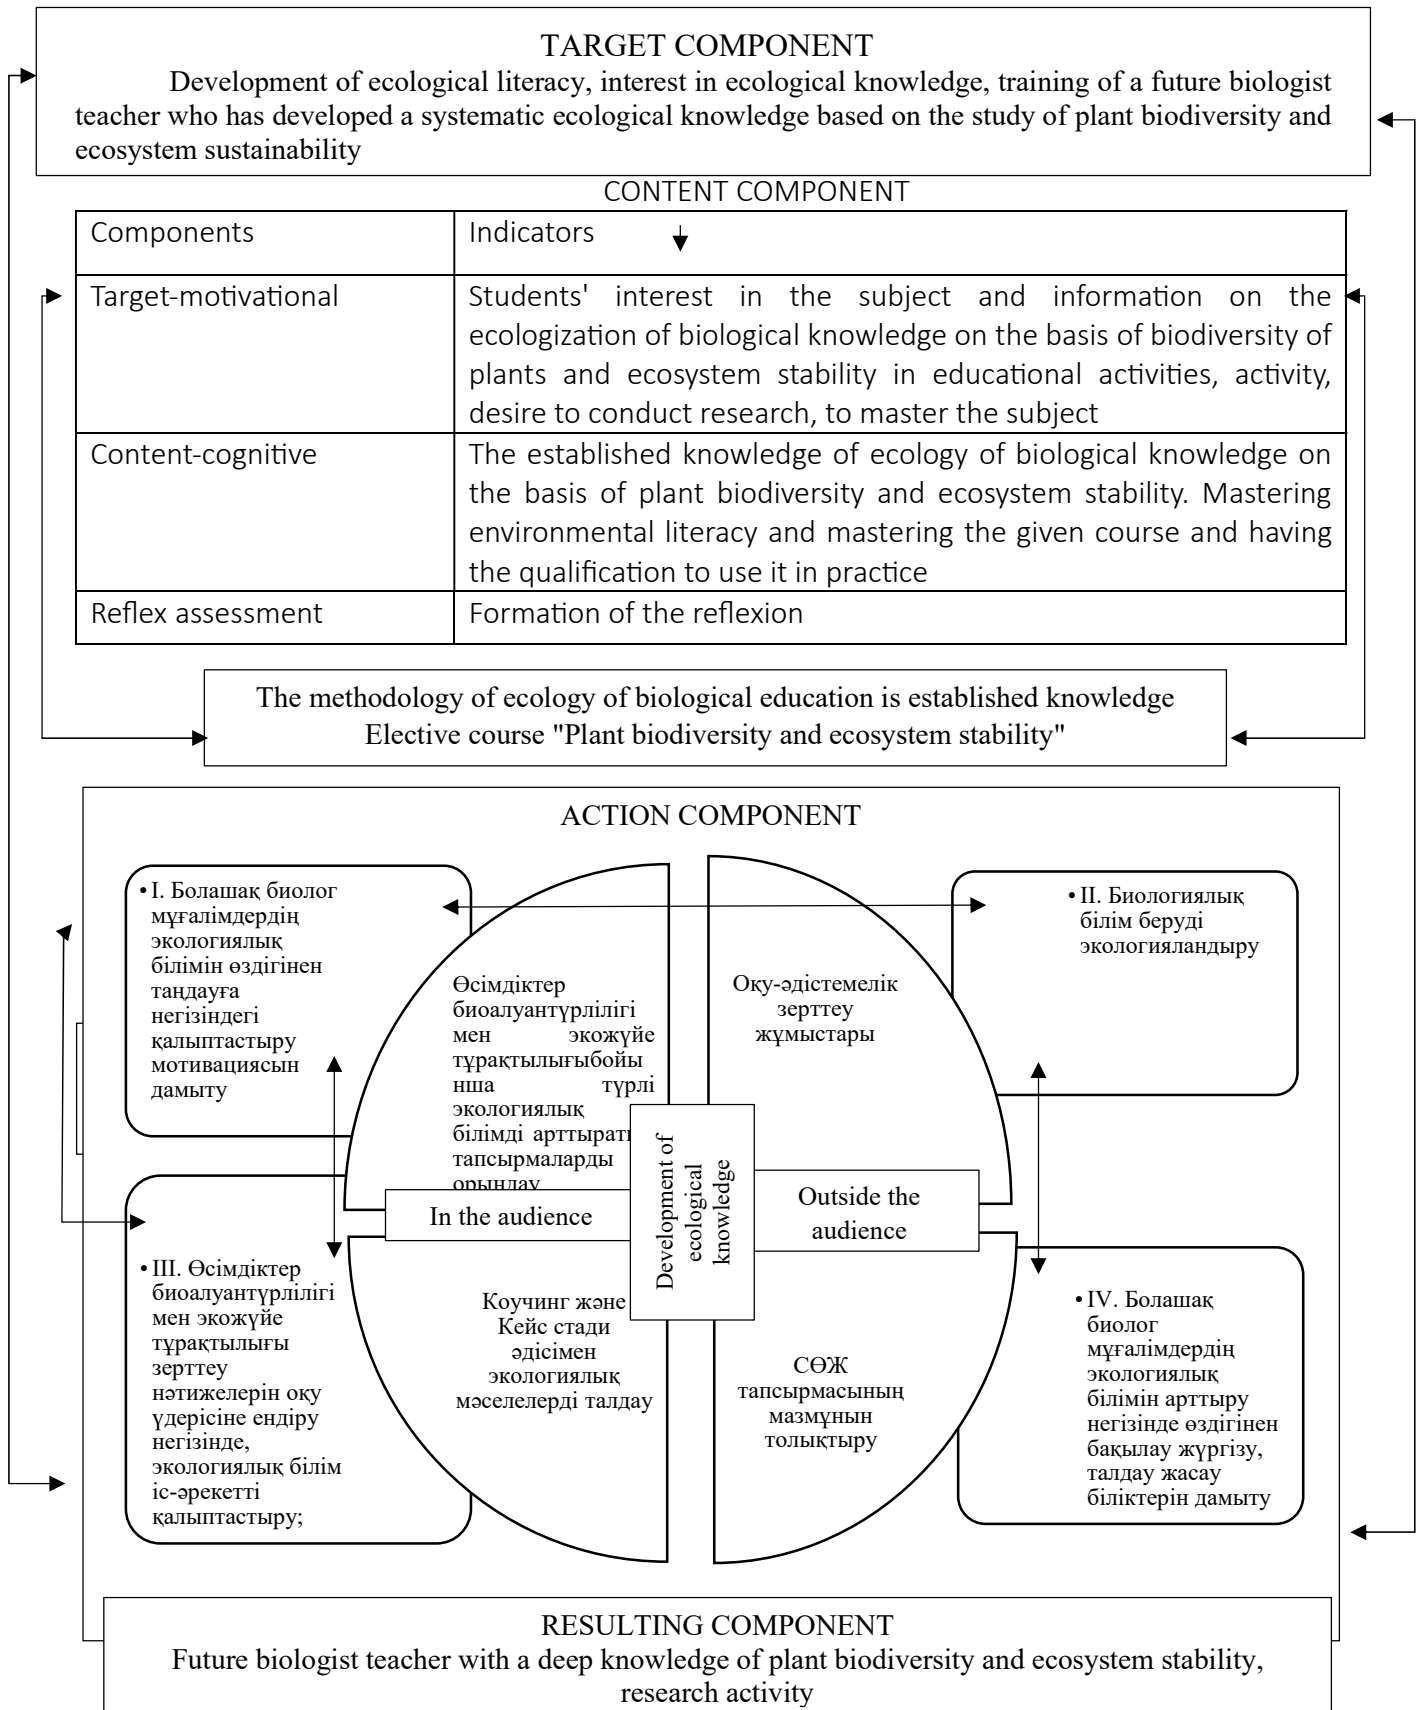 TARGET COMPONENT
Development of ecological literacy, interest in ecological knowledge, training of a future biologist
teacher who has developed a systematic ecological knowledge based on the study of plant biodiversity and
ecosystem sustainability
CONTENT COMPONENT
Components
Indicators
Target-motivational
Students' interest in the subject and information on the
ecologization of biological knowledge on the basis of biodiversity of
plants and ecosystem stability in educational activities, activity,
desire to conduct research, to master the subject
Content-cognitive
The established knowledge of ecology of biological knowledge on
the basis of plant biodiversity and ecosystem stability. Mastering
environmental literacy and mastering the given course and having
the qualification to use it in practice
Reflex assessment
Formation of the reflexion
The methodology of ecology of biological education is established knowledge
Elective course "Plant biodiversity and ecosystem stability"
ACTION COMPONENT
• I. Болашақ биолог
мұғалімдердің
экологиялық
білімін өздігінен
таңдауға
негізіндегі
қалыптастыру
мотивациясын
дамыту
Өсімдіктер
биоалуантүрлілігі
мен экожүйе
тұрақтылығыбойы
нша түрлі
экологиялық
білімді
тапсырмаларды
орындау
Оқу-әдістемелік
зерттеу
жұмыстары
• II. Биологиялық
білім беруді
экологияландыру
In the audience
Development of
ecological
knowledge
Outside the
audience
• III. Өсімдіктер
биоалуантүрлілігі
мен экожүйе
тұрақтылығы
зерттеу
нәтижелерін оқу
үдерісіне ендіру
негізінде,
экологиялық білім
іс-әрекетті
қалыптастыру;
Коучинг және
Кейс стади
әдісімен
экологиялық
мәселелерді талдау
СӨЖ
тапсырмасының
мазмұнын
толықтыру
• IV. Болашақ
биолог
мұғалімдердің
экологиялық
білімін арттыру
негізінде өздігінен
бақылау жүргізу,
талдау жасау
біліктерін дамыту
RESULTING COMPONENT
Future biologist teacher with a deep knowledge of plant biodiversity and ecosystem stability,
research activity